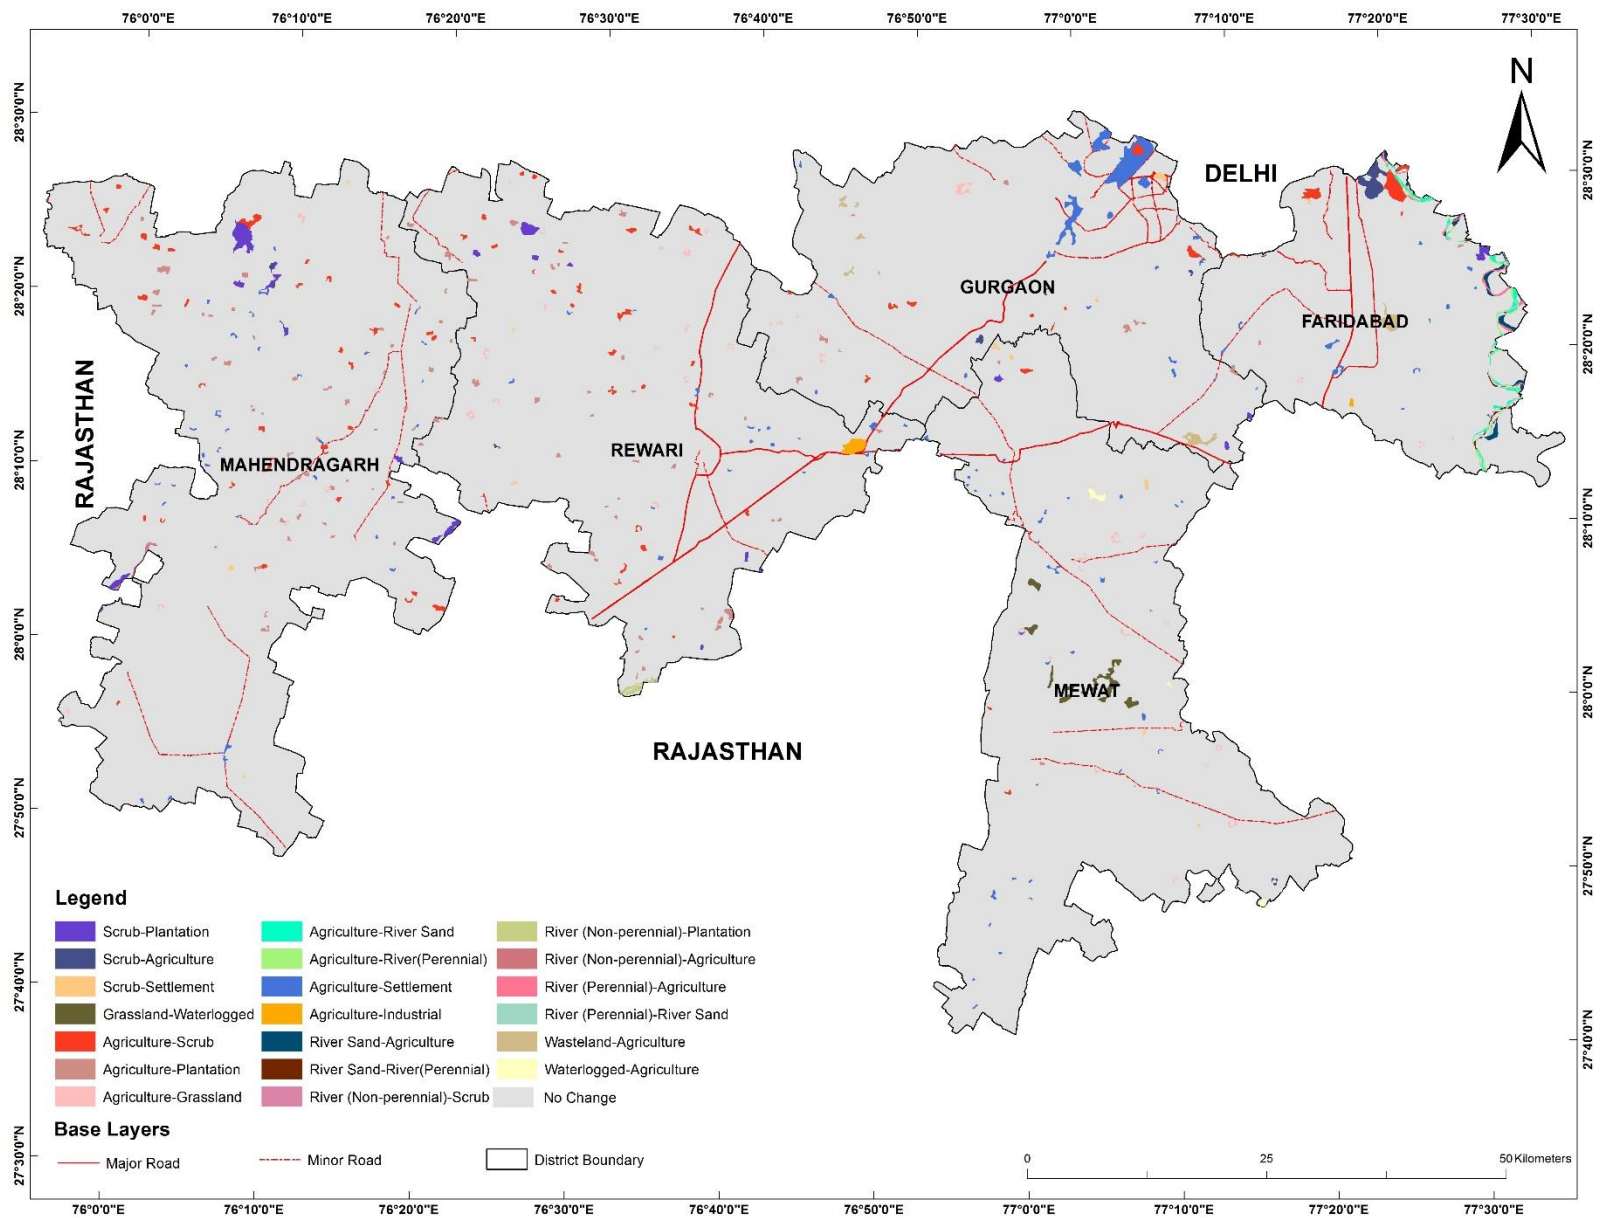 76°0'0"E 76°10'0"E 76°20'0"E 76°30'0"E 76°40'0"E 76°50'0"E 77°0'0"E 77°10'0"E 77°20'0"E 77°30'0"E
N
28°30'0"N
28°20'0"N
28°10'0"N
28°0'0"N
27°50'0"N
27°40'0"N
27°30'0"N
28°30'0"N
28°20'0"N
28°10'0"N
28°0'0"N
27°50'0"N
27°40'0"N
DELHI
GURGAON
FARIDABAD
RAJASTHAN
REWARI
MAHENDRAGARH
MEWAT
RAJASTHAN
Legend
Scrub-Plantation
Scrub-Agriculture
Scrub-Settlement
Grassland-Waterlogged
Agriculture-Scrub
Agriculture-Plantation
Agriculture-Grassland
Agriculture-River Sand
Agriculture-River(Perennial)
Agriculture-Settlement
Agriculture-Industrial
River Sand-Agriculture
River Sand-River(Perennial)
River (Non-perennial)-Scrub
River (Non-perennial)-Plantation
River (Non-perennial)-Agriculture
River (Perennial)-Agriculture
River (Perennial)-River Sand
Wasteland-Agriculture
Waterlogged-Agriculture
No Change
Base Layers
Major Road
Minor Road
District Boundary
0 25 50 Kilometers
76°0'0"E 76°10'0"E 76°20'0"E 76°30'0"E 76°40'0"E 76°50'0"E 77°0'0"E 77°10'0"E 77°20'0"E 77°30'0"E